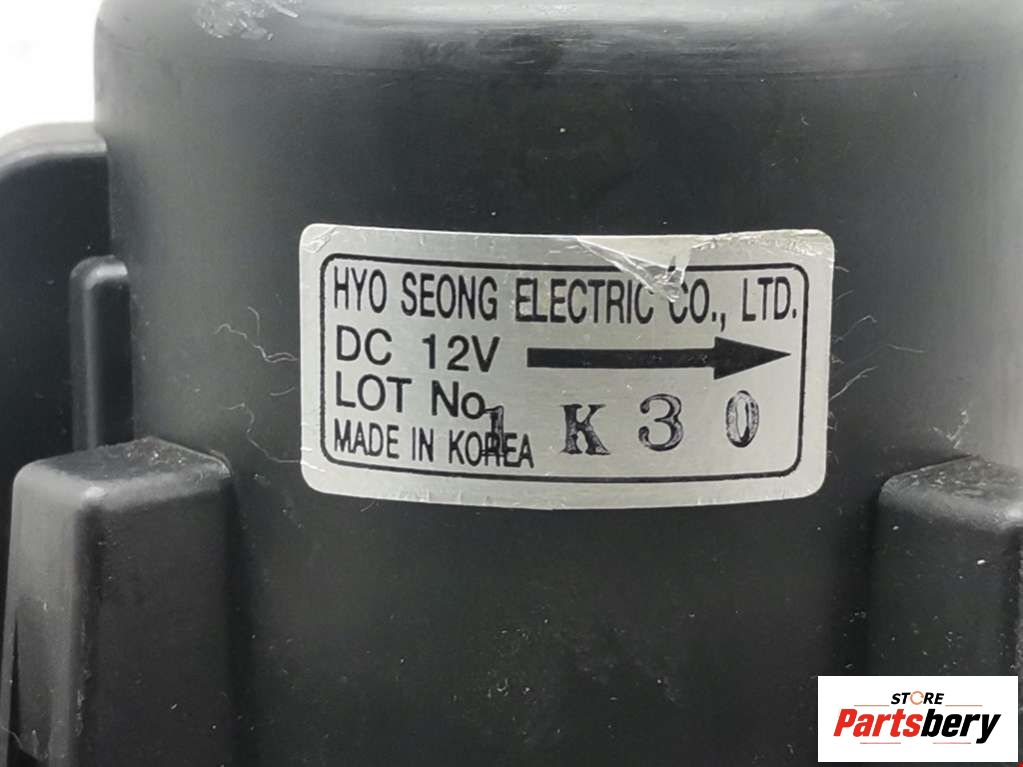 HYO SEONG ELECTRIC CO., LTD.
DC 12V
LOT No. 1 K 3 0
MADE IN KOREA
STORE
Partsbery